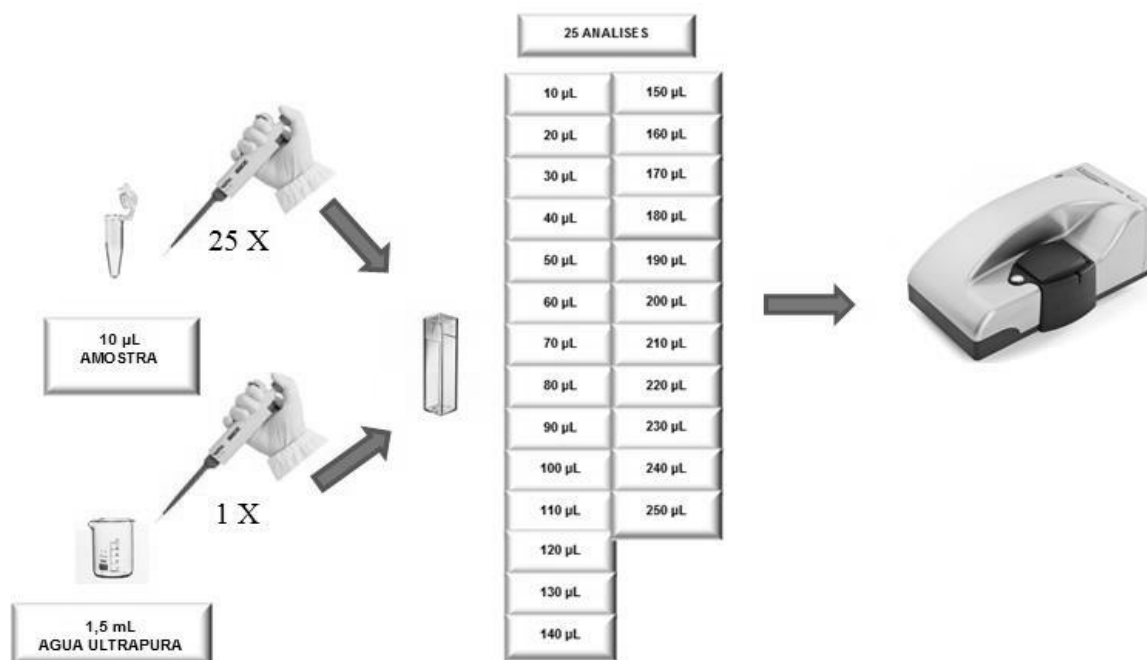 25 ANALISES
10 µL
20 µL
30 µL
40 µL
50 µL
60 µL
70 µL
80 µL
90 µL
100 µL
110 µL
120 µL
130 µL
140 µL
150 µL
160 µL
170 µL
180 µL
190 µL
200 µL
210 µL
220 µL
230 µL
240 µL
250 µL
25 X
10 µL
AMOSTRA
1 X
1,5 mL
AGUA ULTRAPURA